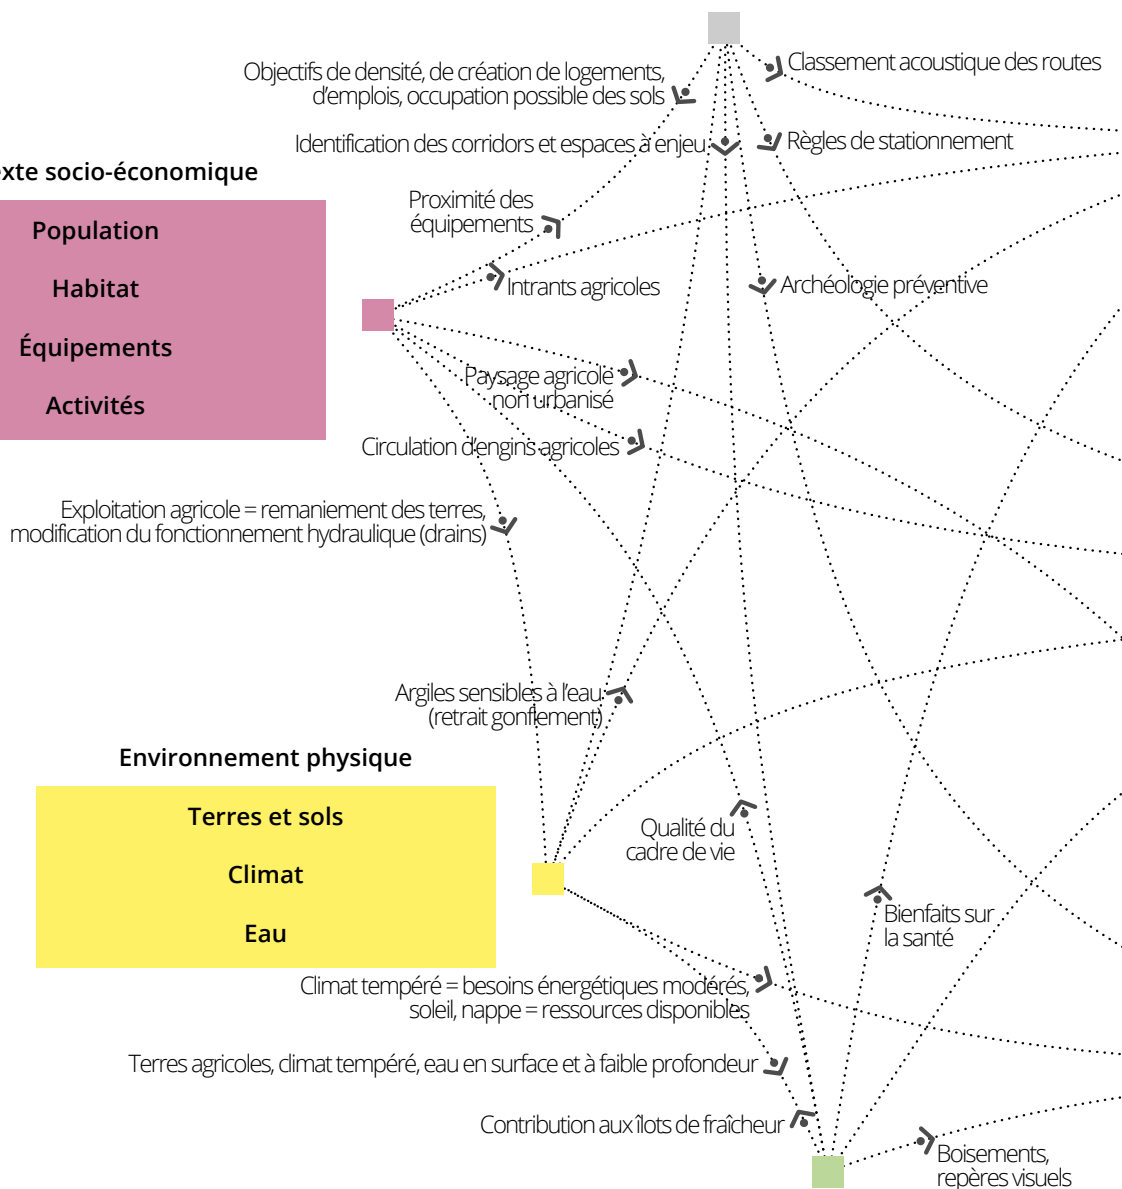 Classement acoustique des routes
Objectifs de densité, de création de logements,
d'emplois, occupation possible des sols
Identification des corridors et espaces à enjeu
Règles de stationnement
exte socio-économique
Population
Habitat
Équipements
Activités
Proximité des
équipements
Intrants agricoles
Archéologie préventive
Paysage agricole
non urbanisé
Circulation d'engins agricoles
Exploitation agricole = remaniement des terres,
modification du fonctionnement hydraulique (drains)
Argiles sensibles à l'eau
(retrait gonflement)
Environnement physique
Terres et sols
Climat
Eau
Qualité du
cadre de vie
Bienfaits sur
la santé
Climat tempéré = besoins énergétiques modérés,
soleil, nappe = ressources disponibles
Terres agricoles, climat tempéré, eau en surface et à faible profondeur
Contribution aux îlots de fraîcheur
Boisements,
repères visuels